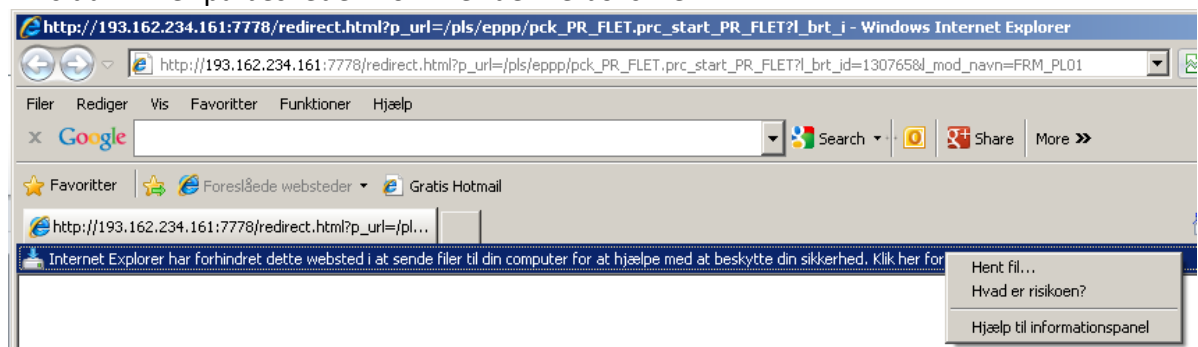 http://193.162.234.161:7778/redirect.html?p_url=/pls/eppp/pck_PR_FLET.prc_start_PR_FLET?l_brt_i - Windows Internet Explorer
http://193.162.234.161:7778/redirect.html?p_url=/pls/eppp/pck_PR_FLET.prc_start_PR_FLET?l_brt_id=130765&l_mod_navn=FRM_PL01
Filer Rediger Vis Favoritter Funktioner Hjælp
x Google Search Share More »
Favoritter Foreslåede websteder Gratis Hotmail
http://193.162.234.161:7778/redirect.html?p_url=/pl...
Internet Explorer har forhindret dette websted i at sende filer til din computer for at hjælpe med at beskytte din sikkerhed. Klik her for
Hent fil...
Hvad er risikoen?
Hjælp til informationspanel